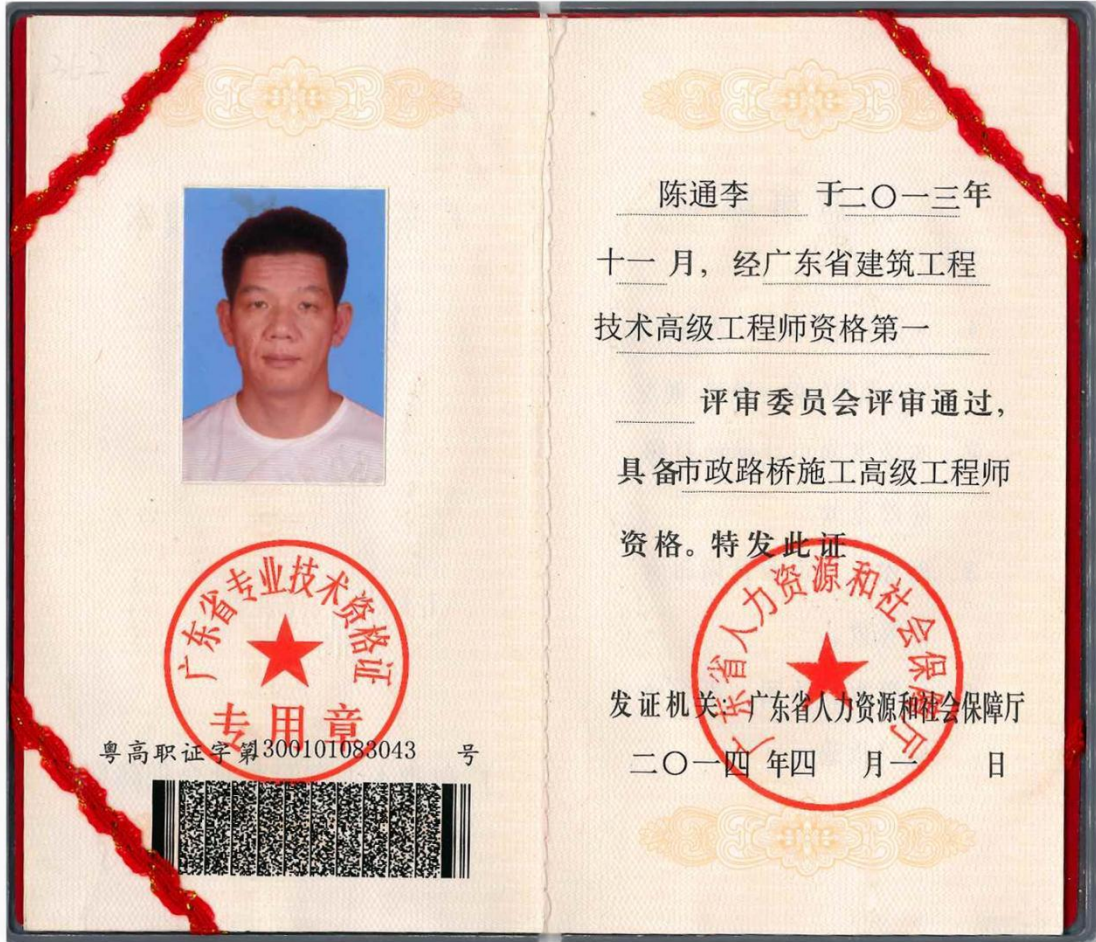 362
广东省专业技术资格证
专用章
粤高职证字第1300101083043 号
陈通李 于二〇一三年
十一 月，经广东省建筑工程
技术高级工程师资格第一
评审委员会评审通过，
具备市政路桥施工高级工程师
资格。特发此证
广东省人力资源和社会保障厅
发证机关：广东省人力资源和社会保障厅
二〇一四 年四 月一 日